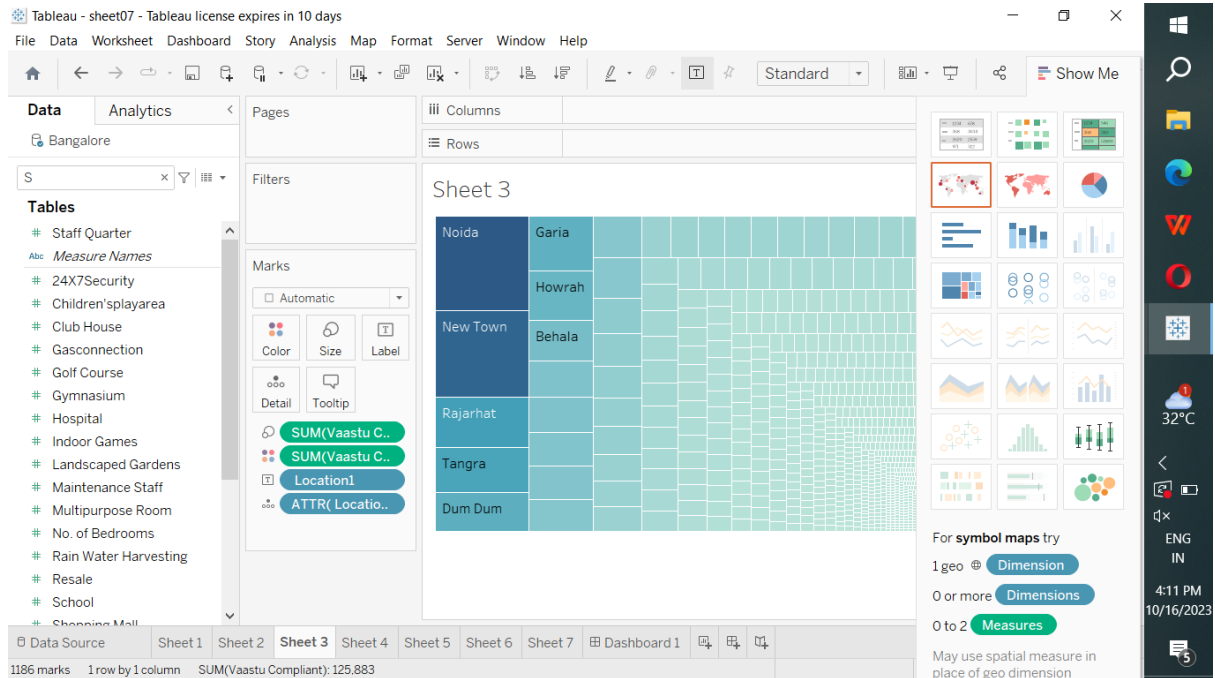 Tableau - sheet07 - Tableau license expires in 10 days
File Data Worksheet Dashboard Story Analysis Map Format Server Window Help
Standard
Show Me
Data
Analytics
Bangalore
S
Tables
# Staff Quarter
Abc Measure Names
# 24X7Security
# Children'splayarea
# Club House
# Gasconnection
# Golf Course
# Gymnasium
# Hospital
# Indoor Games
# Landscaped Gardens
# Maintenance Staff
# Multipurpose Room
# No. of Bedrooms
# Rain Water Harvesting
# Resale
# School
# Shopping Mall
Pages
Filters
Marks
Automatic
Color
Size
T
Label
Detail
Tooltip
SUM(Vaastu C..
SUM(Vaastu C..
T Location1
ATTR( Locatio..
iii Columns
Rows
Sheet 3
Noida
Garia
Howrah
New Town
Behala
Rajarhat
Tangra
Dum Dum
For symbol maps try
1 geo Dimension
0 or more Dimensions
0 to 2 Measures
May use spatial measure in
place of geo dimension
Data Source
Sheet 1
Sheet 2
Sheet 3
Sheet 4
Sheet 5
Sheet 6
Sheet 7
Dashboard 1
1186 marks 1 row by 1 column SUM(Vaastu Compliant): 125,883
1
32°C
ENG
IN
4:11 PM
10/16/2023
5